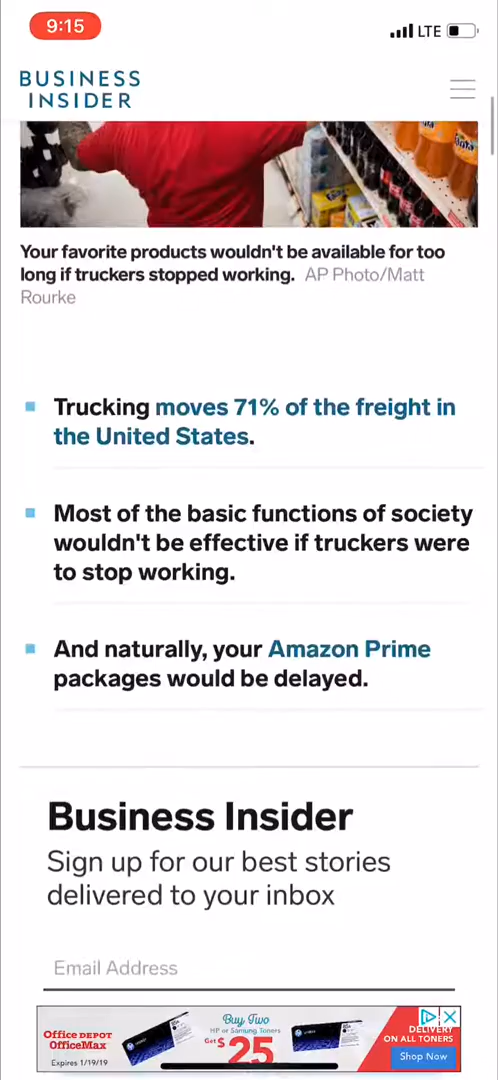 9:15
LTE
BUSINESS
INSIDER
Fanta
Your favorite products wouldn't be available for too
long if truckers stopped working. AP Photo/Matt
Rourke
Trucking moves 71% of the freight in
the United States.
Most of the basic functions of society
wouldn't be effective if truckers were
to stop working.
And naturally, your Amazon Prime
packages would be delayed.
Business Insider
Sign up for our best stories
delivered to your inbox
Email Address
Office DEPOT
OfficeMax
Expires 1/19/19
Buy Two
HP or Samsung Toners
Get $25
DELIVERY
ON ALL TONERS
Shop Now